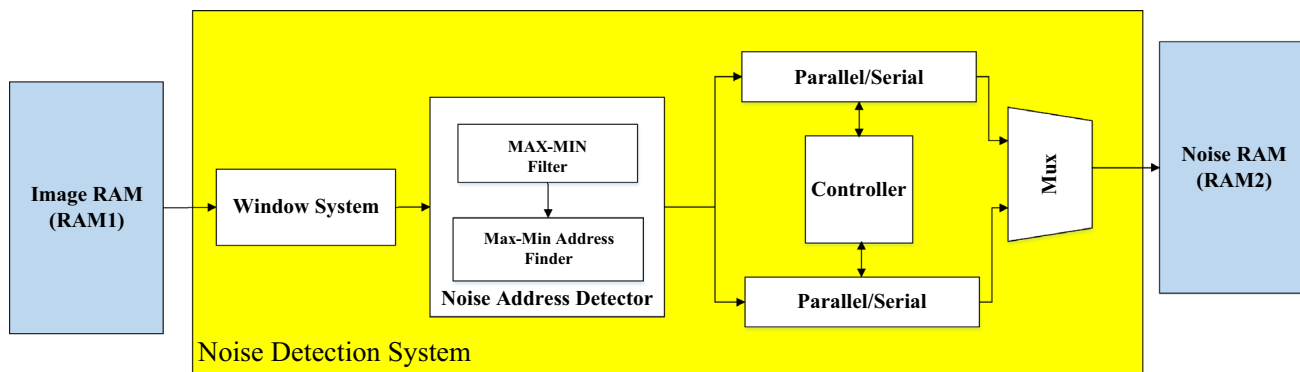 Image RAM
(RAM1)
Window System
MAX-MIN
Filter
Max-Min Address
Finder
Noise Address Detector
Parallel/Serial
Controller
Parallel/Serial
Mux
Noise RAM
(RAM2)
Noise Detection System